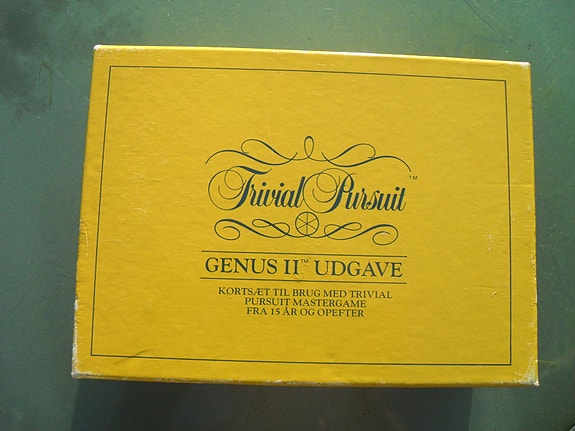 Trivial Pursuit ™
GENUS II™ UDGAVE
KORTSÆT TIL BRUG MED TRIVIAL
PURSUIT MASTERGAME
FRA 15 ÅR OG OPEFTER